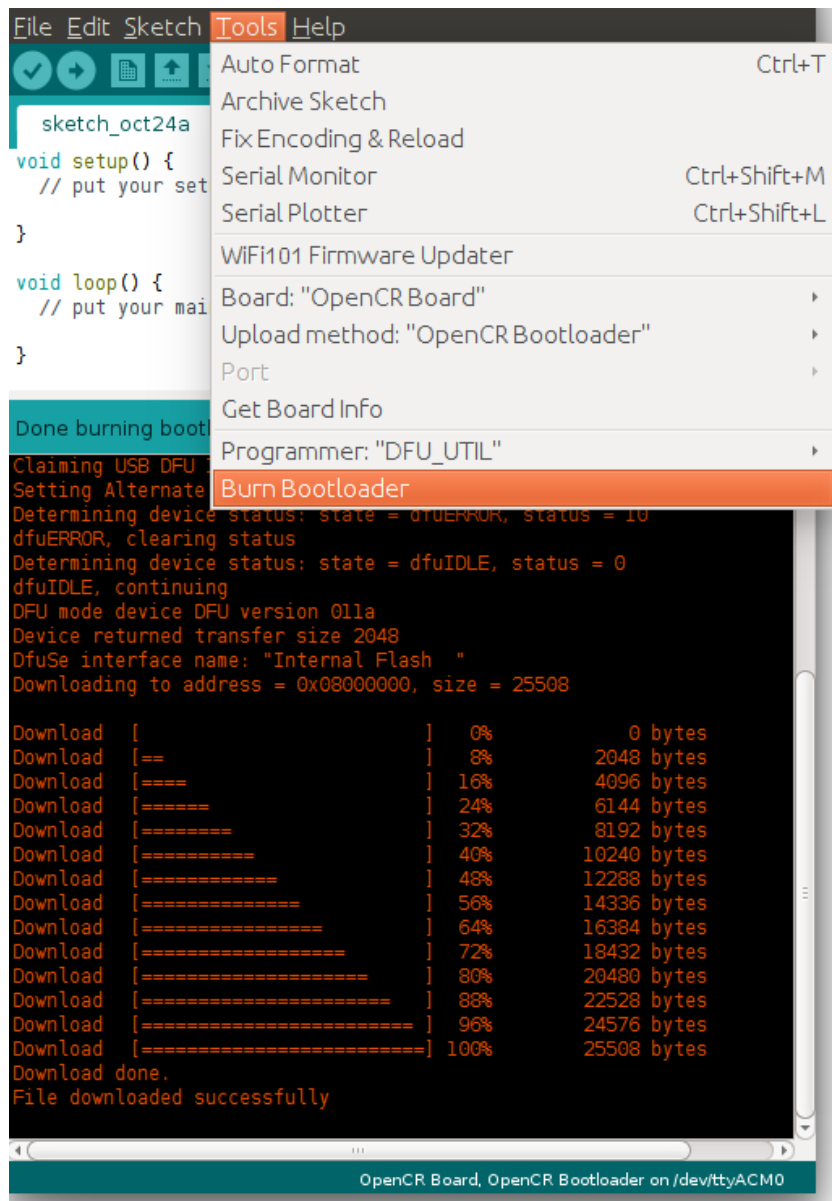 File Edit Sketch Tools Help
Auto Format Ctrl+T
Archive Sketch
Fix Encoding & Reload
Serial Monitor Ctrl+Shift+M
Serial Plotter Ctrl+Shift+L
WiFi101 Firmware Updater
Board: "OpenCR Board"
Upload method: "OpenCR Bootloader"
Port
Get Board Info
Programmer: "DFU_UTIL"
Burn Bootloader
sketch_oct24a
void setup() {
  // put your set
}
void loop() {
  // put your mai
}
Done burning bootl
Claiming USB DFU
Setting Alternate
Determining device status: state = dfuERROR, status = 10
dfuERROR, clearing status
Determining device status: state = dfuIDLE, status = 0
dfuIDLE, continuing
DFU mode device DFU version 011a
Device returned transfer size 2048
DfuSe interface name: "Internal Flash  "
Downloading to address = 0x08000000, size = 25508
Download  [                         ]   0%            0 bytes
Download  [==                       ]   8%         2048 bytes
Download  [====                     ]  16%         4096 bytes
Download  [======                   ]  24%         6144 bytes
Download  [========                 ]  32%         8192 bytes
Download  [==========               ]  40%        10240 bytes
Download  [============             ]  48%        12288 bytes
Download  [==============           ]  56%        14336 bytes
Download  [================         ]  64%        16384 bytes
Download  [==================       ]  72%        18432 bytes
Download  [====================     ]  80%        20480 bytes
Download  [======================   ]  88%        22528 bytes
Download  [======================== ]  96%        24576 bytes
Download  [=========================] 100%        25508 bytes
Download done.
File downloaded successfully
OpenCR Board, OpenCR Bootloader on /dev/ttyACM0